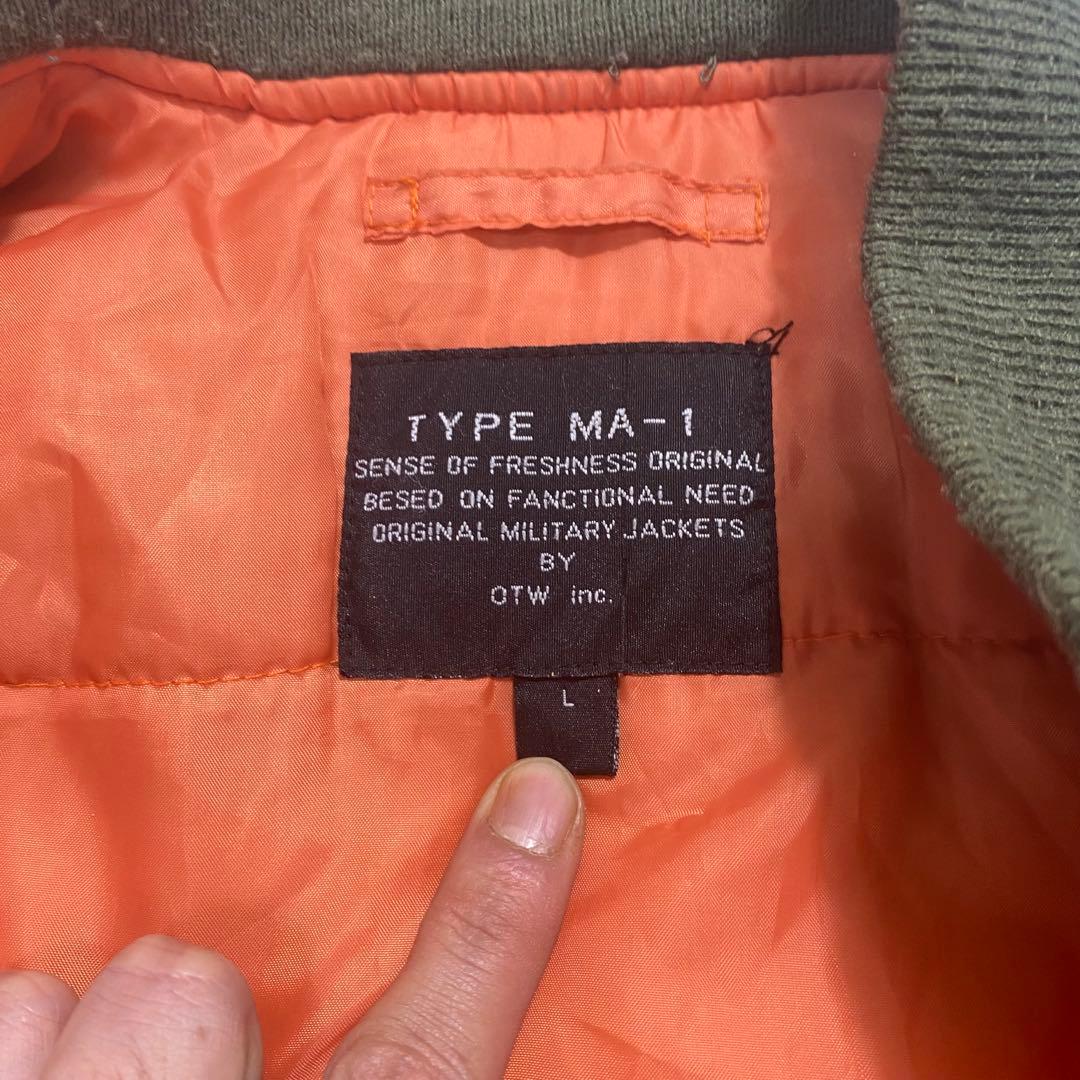 TYPE MA-1
SENSE OF FRESHNESS ORIGINAL
BESED ON FANCTIONAL NEED
ORIGINAL MILITARY JACKETS
BY
OTW inc.
L